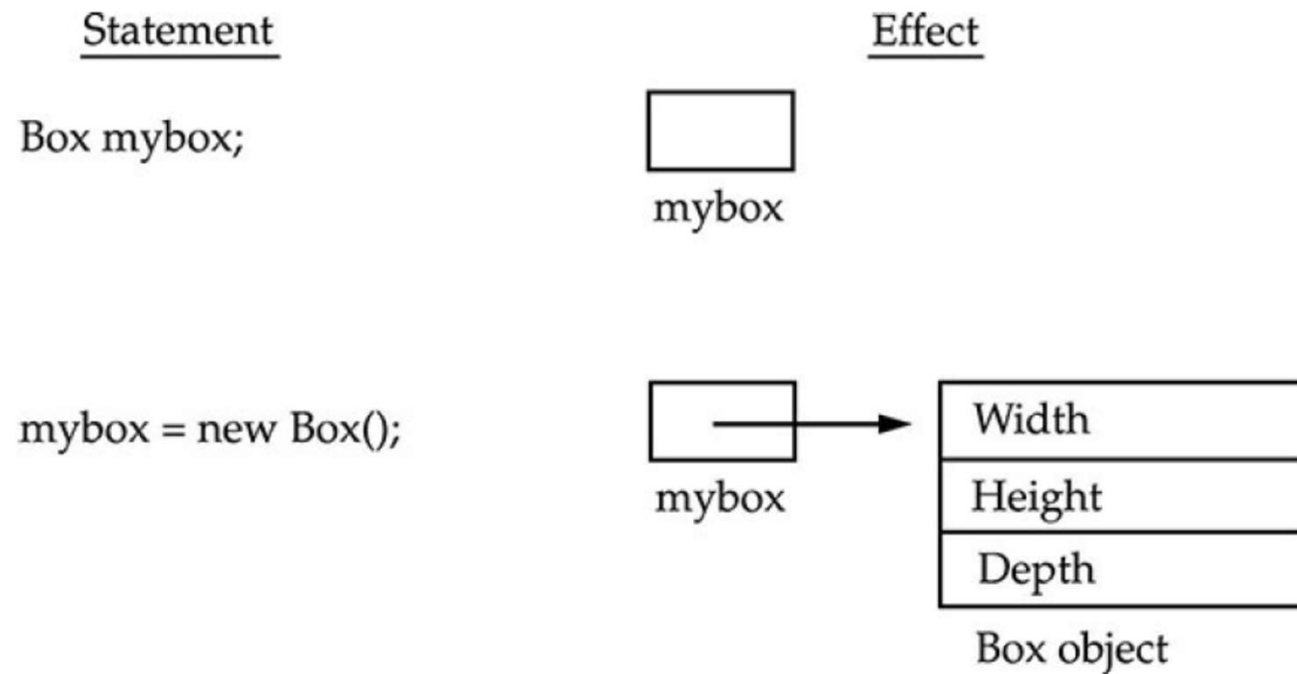 Statement
Effect
Box mybox;
mybox
mybox = new Box();
mybox
Width
Height
Depth
Box object